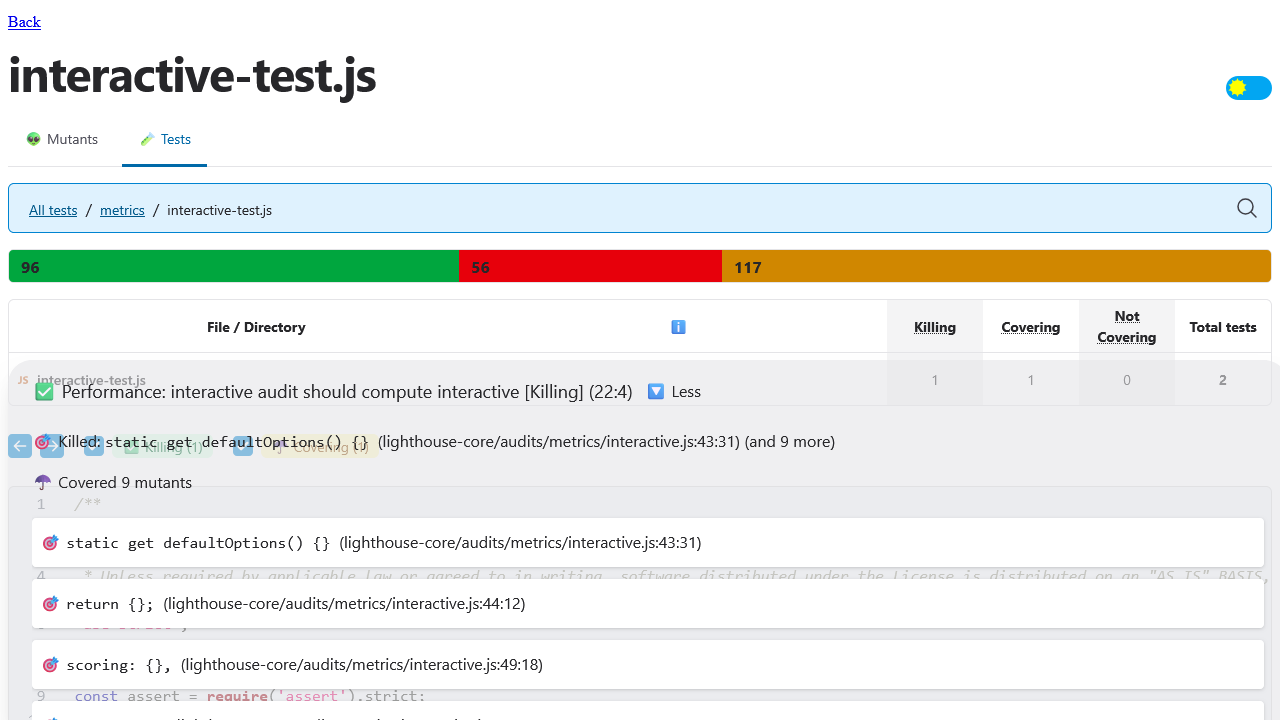 Back
interactive-test.js
Mutants Tests
All tests / metrics / interactive-test.js
96 56 117
File / Directory Killing Covering Not Covering Total tests
JS interactive-test.js 1 1 0 2
Performance: interactive audit should compute interactive [Killing] (22:4) Less
Killed: static get defaultOptions() {} (lighthouse-core/audits/metrics/interactive.js:43:31) (and 9 more)
Killing (1) Covering (1)
Covered 9 mutants
1 /**
static get defaultOptions() {} (lighthouse-core/audits/metrics/interactive.js:43:31)
4 * Unless required by applicable law or agreed to in writing, software distributed under the License is distributed on an "AS IS" BASIS,
return {}; (lighthouse-core/audits/metrics/interactive.js:44:12)
scoring: {}, (lighthouse-core/audits/metrics/interactive.js:49:18)
9 const assert = require('assert').strict;